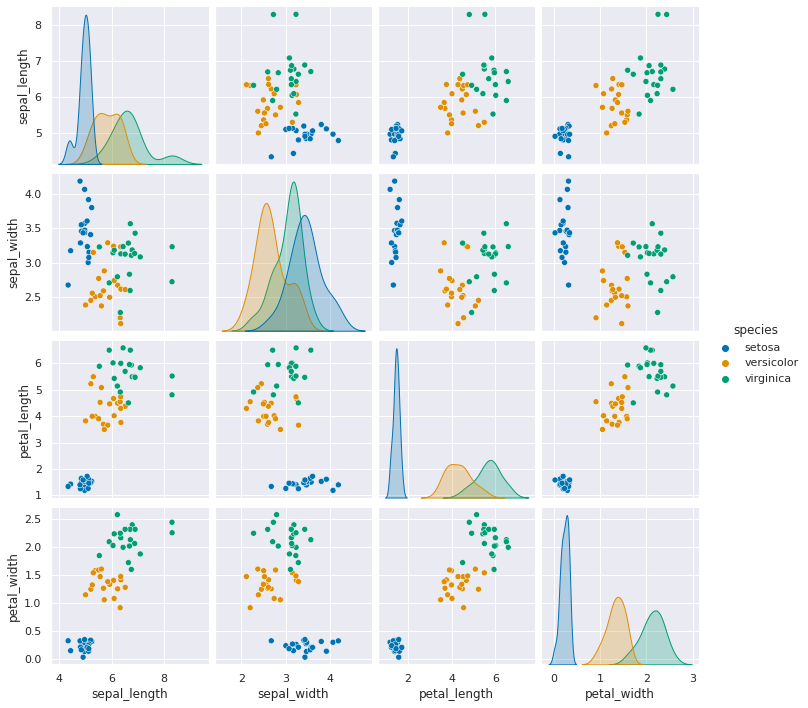 sepal_length
8
7
6
5
sepal_width
4.0
3.5
3.0
2.5
species
setosa
versicolor
virginica
petal_length
6
5
4
3
2
1
petal_width
2.5
2.0
1.5
1.0
0.5
0.0
4 6 8
2 3 4
2 4 6
0 1 2 3
sepal_length sepal_width petal_length petal_width